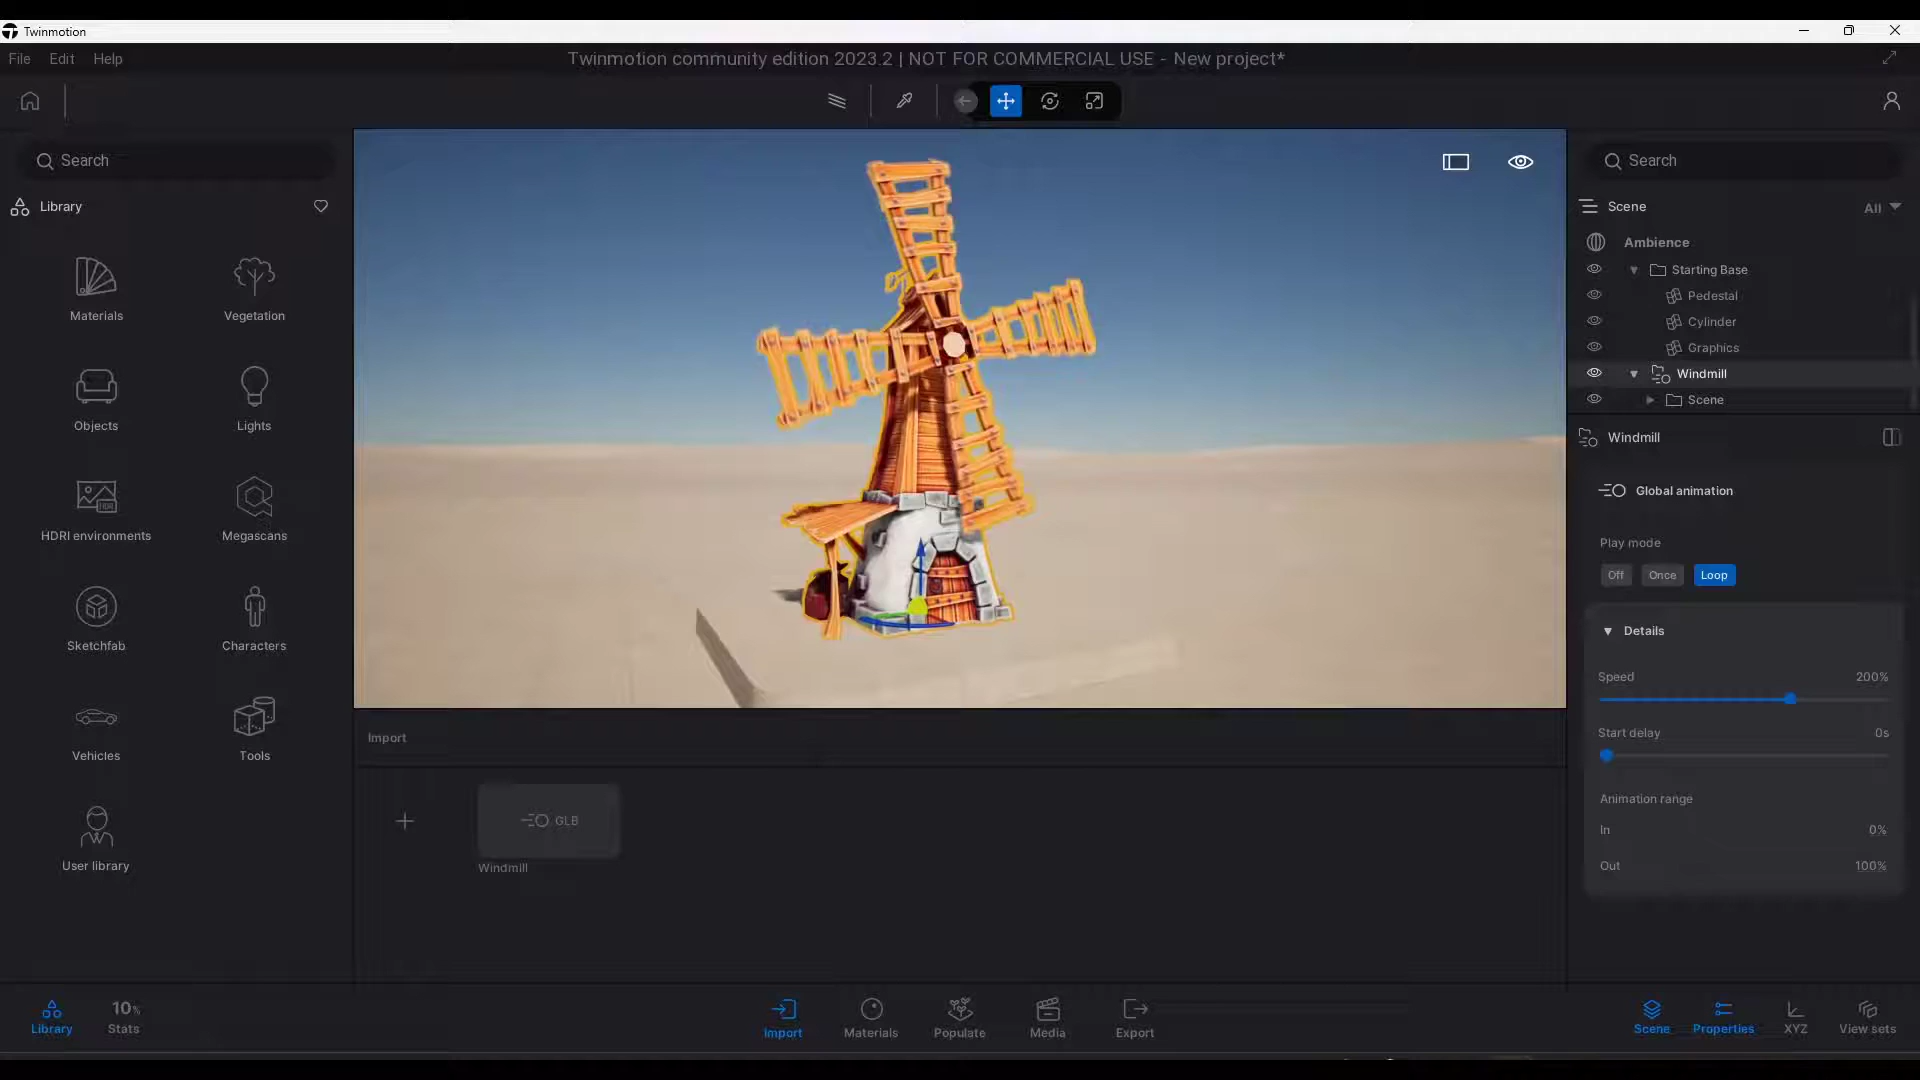 Twinmotion
File Edit Help
Twinmotion community edition 2023.2 | NOT FOR COMMERCIAL USE - New project*
Search
Library
Materials
Vegetation
Objects
Lights
HDRI environments
Megascans
Sketchfab
Characters
Vehicles
Tools
User library
Import
GLB
Windmill
Search
Scene
All
Ambience
Starting Base
Pedestal
Cylinder
Graphics
Windmill
Scene
Windmill
Global animation
Play mode
Off Once Loop
Details
Speed 200%
Start delay 0s
Animation range
In 0%
Out 100%
Library
10%
Stats
Import
Materials
Populate
Media
Export
Scene
Properties
XYZ
View sets